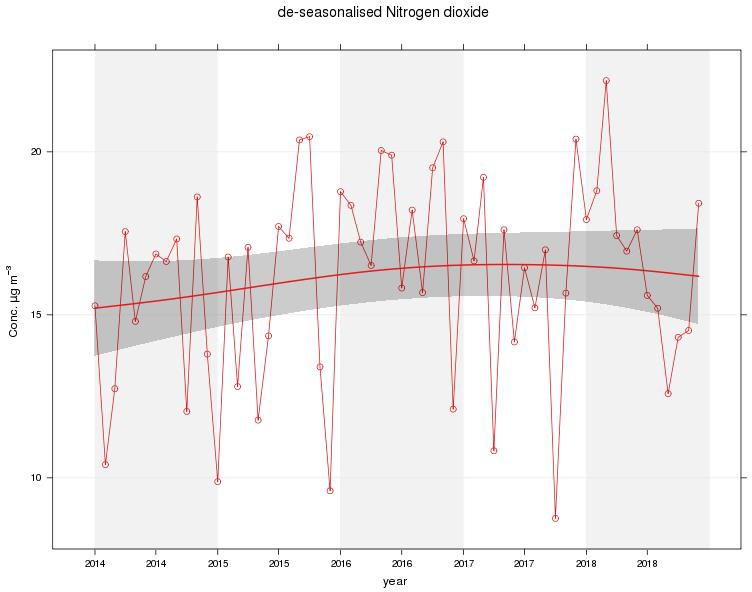 de-seasonalised Nitrogen dioxide
20
15
10
Conc. µg m⁻³
2014 2014 2015 2015 2016 2016 2017 2017 2018 2018
year